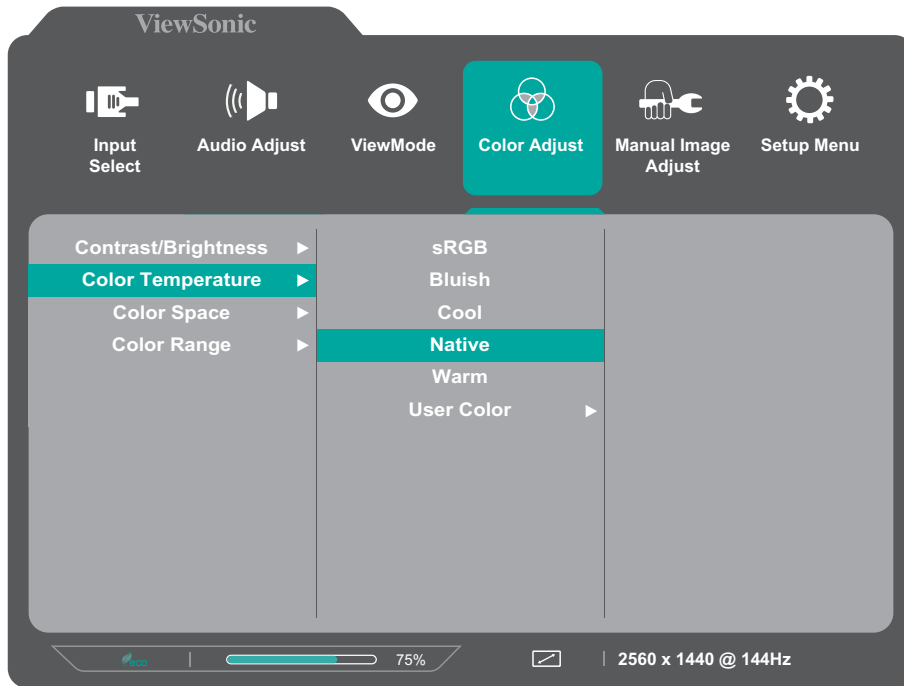 ViewSonic
Input
Select
Audio Adjust
ViewMode
Color Adjust
Manual Image
Adjust
Setup Menu
Contrast/Brightness
Color Temperature
Color Space
Color Range
sRGB
Bluish
Cool
Native
Warm
User Color
eco
75%
2560 x 1440 @ 144Hz